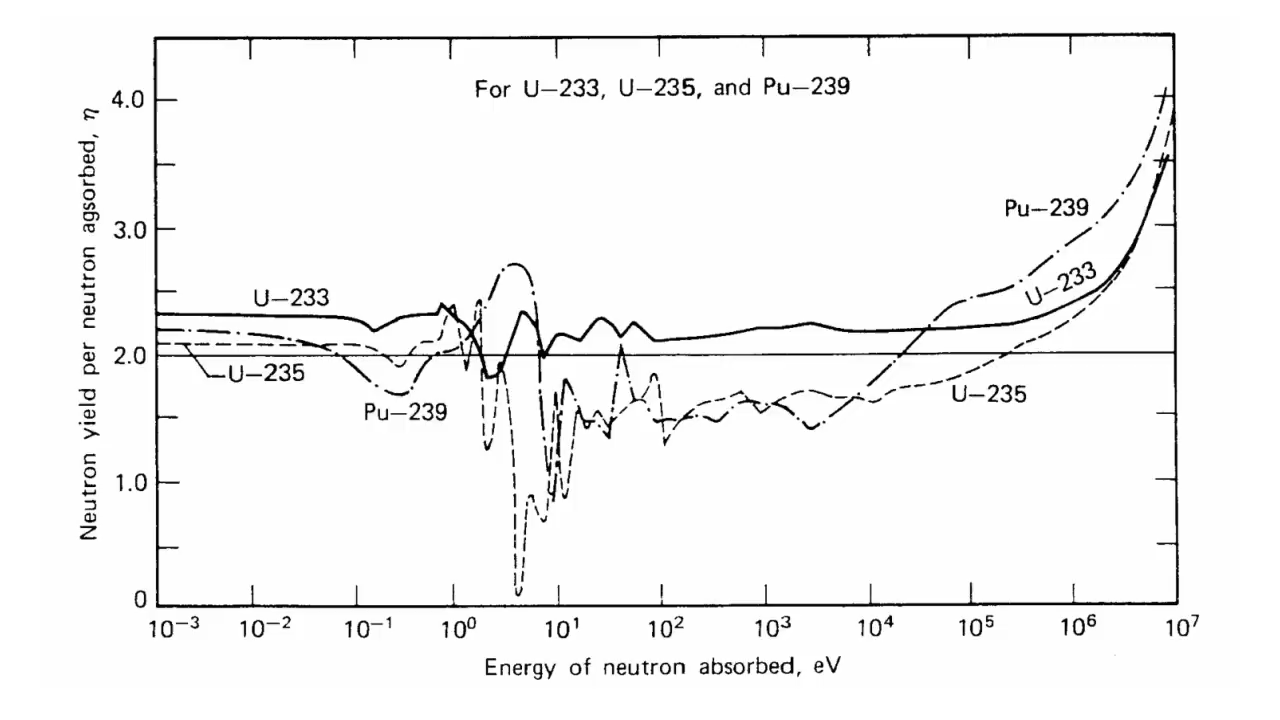 For U–233, U–235, and Pu–239
Neutron yield per neutron agsorbed, η
4.0
3.0
2.0
1.0
0
U–233
U–235
Pu–239
Pu–239
U–233
U–235
10⁻³ 10⁻² 10⁻¹ 10⁰ 10¹ 10² 10³ 10⁴ 10⁵ 10⁶ 10⁷
Energy of neutron absorbed, eV